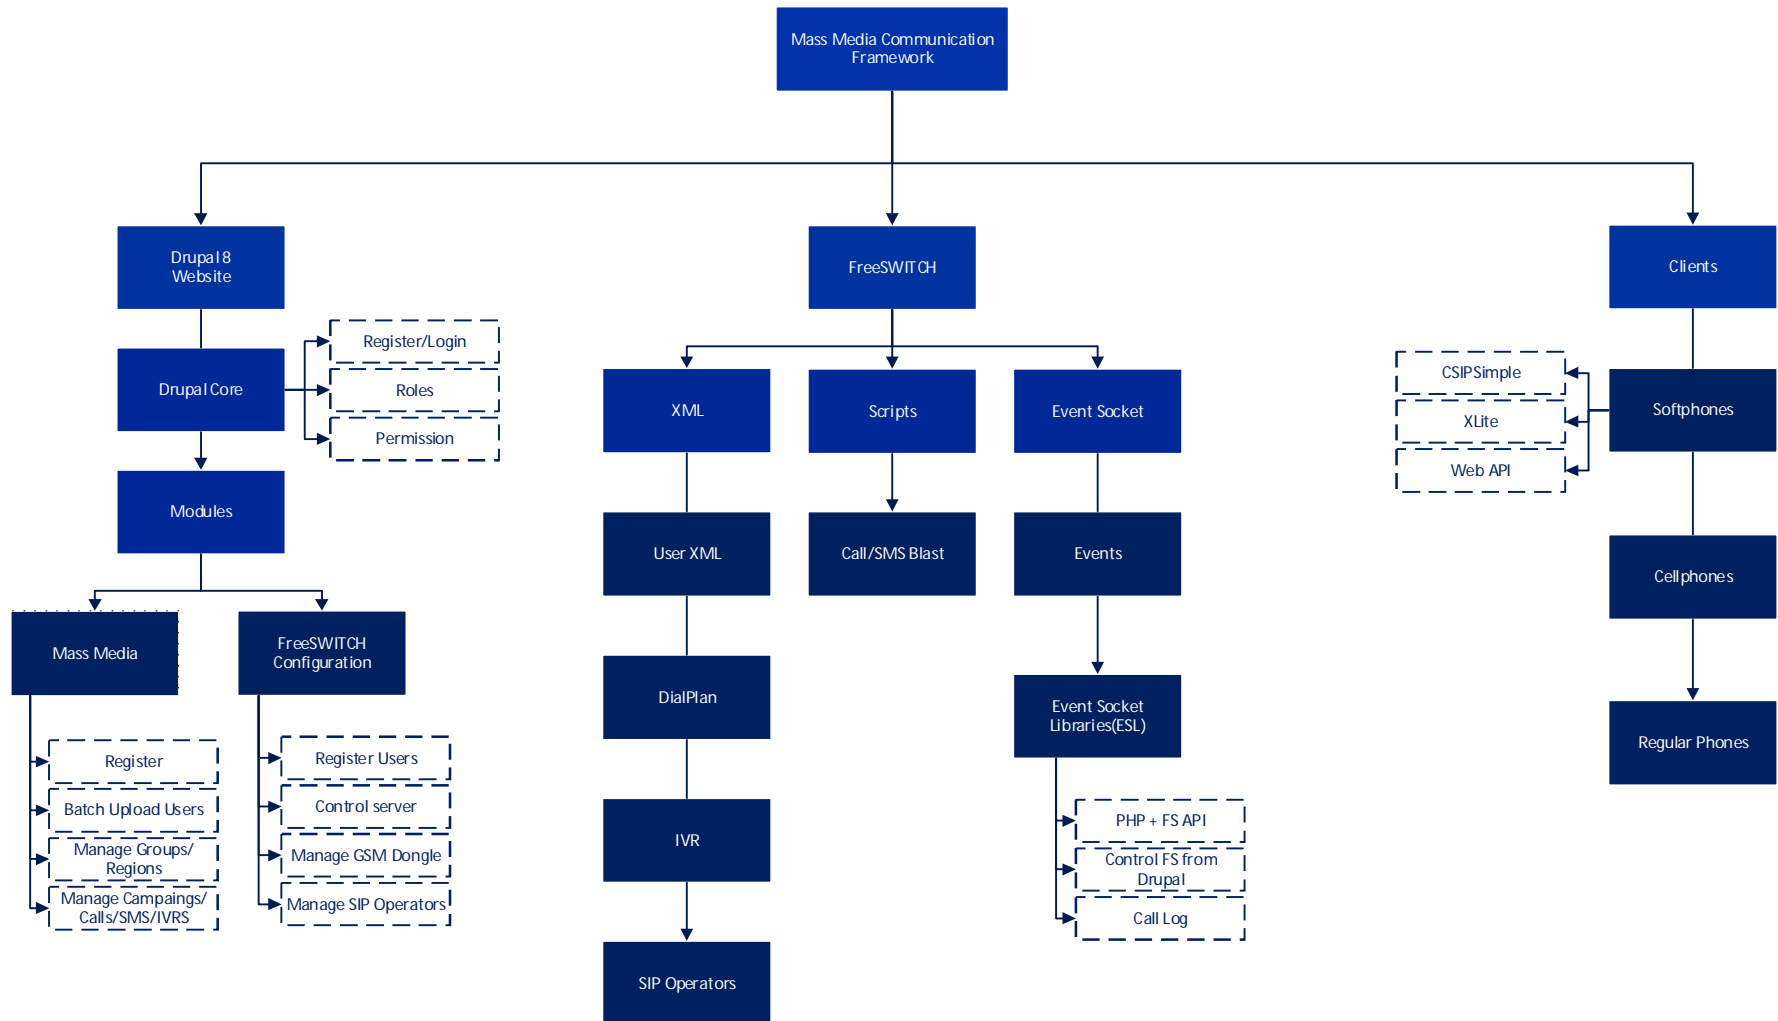 Mass Media Communication
Framework
Drupal 8
Website
FreeSWITCH
Clients
Register/Login
Drupal Core
Roles
Permission
XML
Scripts
Event Socket
CSIPSimple
XLite
Web API
Softphones
Modules
User XML
Call/SMS Blast
Events
Cellphones
Mass Media
FreeSWITCH
Configuration
DialPlan
Event Socket
Libraries(ESL)
Regular Phones
Register
Batch Upload Users
Manage Groups/
Regions
Manage Campaings/
Calls/SMS/IVRS
Register Users
Control server
Manage GSM Dongle
Manage SIP Operators
IVR
PHP + FS API
Control FS from
Drupal
Call Log
SIP Operators